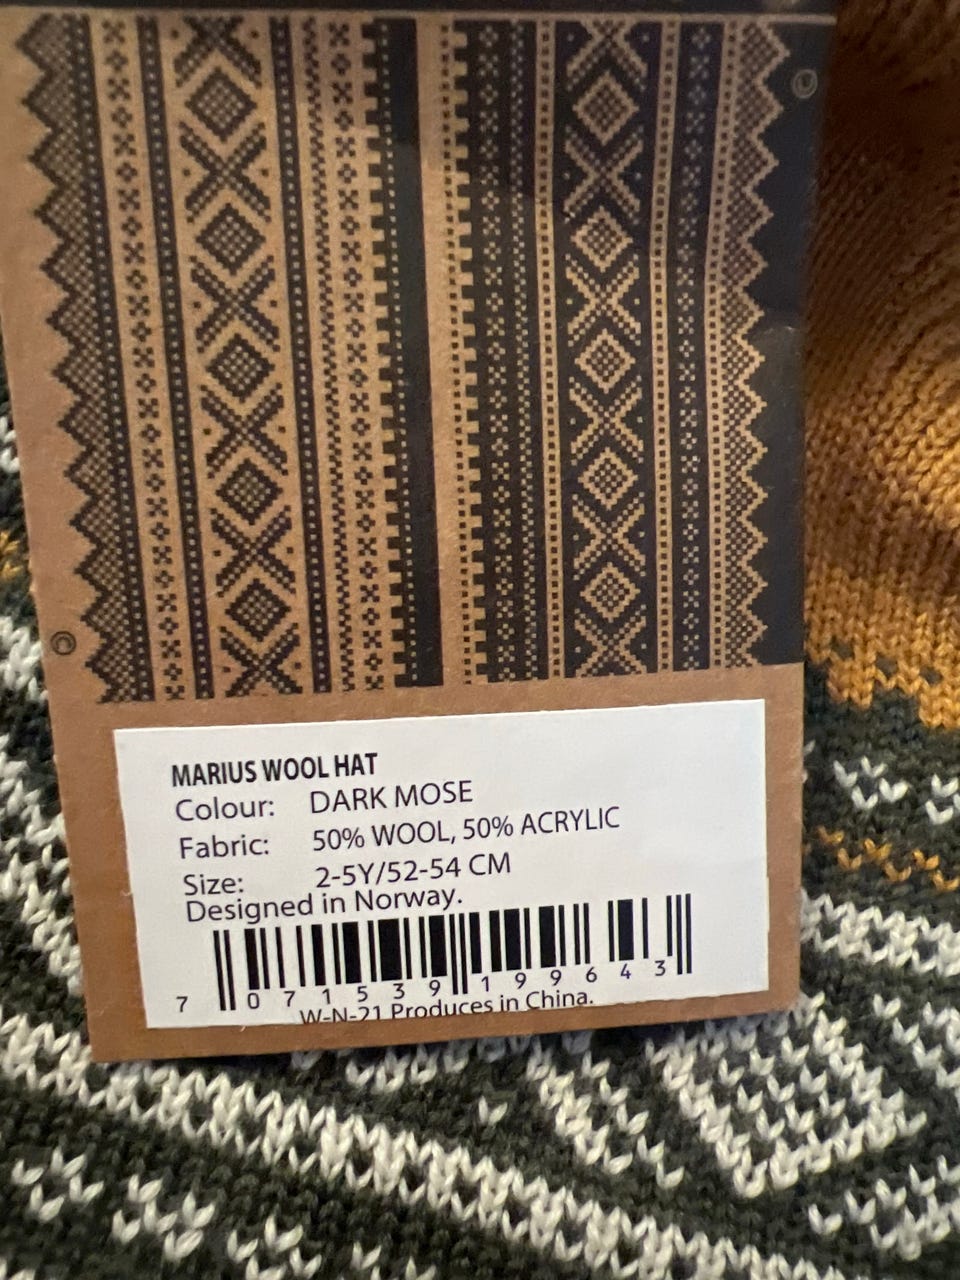 MARIUS WOOL HAT
Colour: DARK MOSE
Fabric: 50% WOOL, 50% ACRYLIC
Size: 2-5Y/52-54 CM
Designed in Norway.
7 071539 199643
W-N-21 Produces in China.